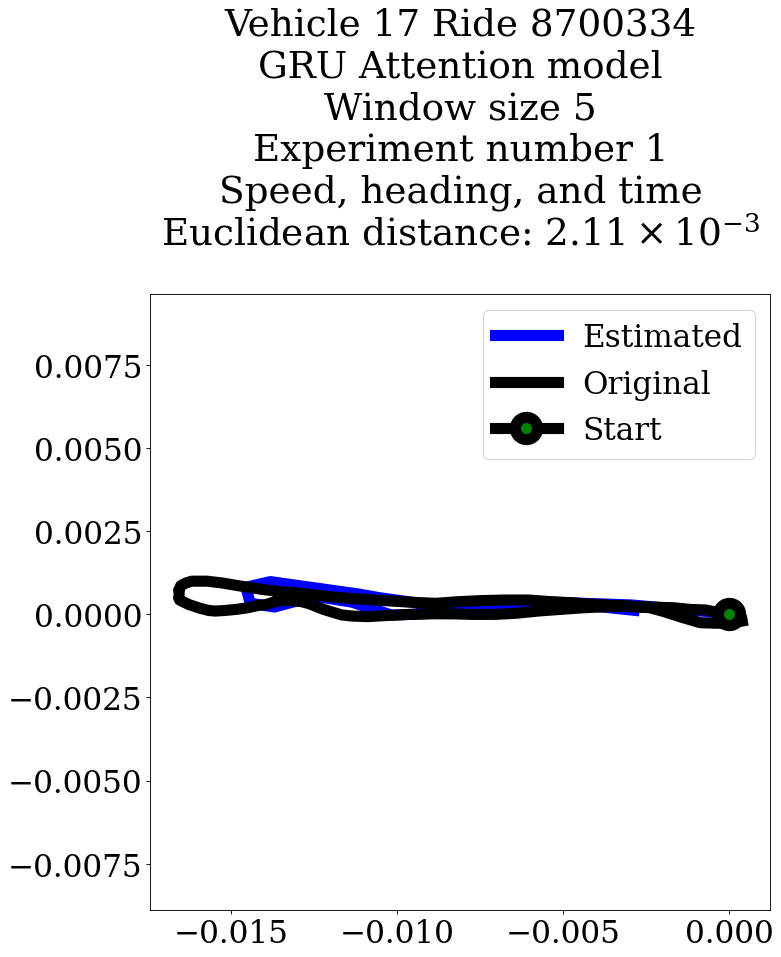 Vehicle 17 Ride 8700334
GRU Attention model
Window size 5
Experiment number 1
Speed, heading, and time
Euclidean distance: 2.11 × 10⁻³
Estimated
Original
Start
0.0075
0.0050
0.0025
0.0000
−0.0025
−0.0050
−0.0075
−0.015
−0.010
−0.005
0.000